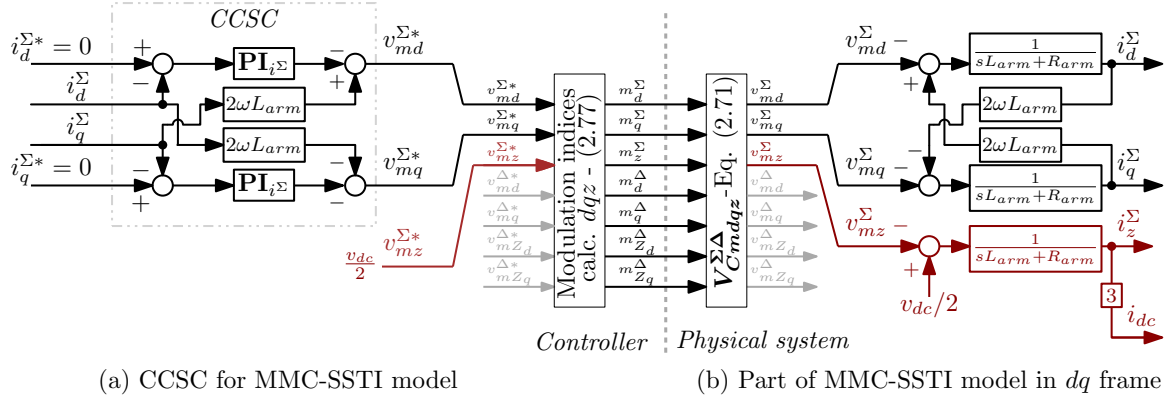 CCSC
i_d^{Σ*} = 0
+
−
PI_{i^Σ}
−
+
v_{md}^{Σ*}
i_d^Σ
2ωL_{arm}
i_q^Σ
2ωL_{arm}
i_q^{Σ*} = 0
−
+
PI_{i^Σ}
−
−
v_{mq}^{Σ*}
v_{dc}/2
v_{mz}^{Σ*}
v_{md}^{Σ*}
v_{mq}^{Σ*}
v_{mz}^{Σ*}
v_{md}^{Δ*}
v_{mq}^{Δ*}
v_{mZ_d}^{Δ*}
v_{mZ_q}^{Δ*}
Modulation indices
calc. dqz - (2.77)
m_d^Σ
m_q^Σ
m_z^Σ
m_d^Δ
m_q^Δ
m_{Z_d}^Δ
m_{Z_q}^Δ
V_{Cmdqz}^{ΣΔ}-Eq. (2.71)
v_{md}^Σ
v_{mq}^Σ
v_{mz}^Σ
v_{md}^Δ
v_{mq}^Δ
v_{mZ_d}^Δ
v_{mZ_q}^Δ
Controller
Physical system
v_{md}^Σ −
+
1/(sL_{arm}+R_{arm})
i_d^Σ
2ωL_{arm}
2ωL_{arm}
v_{mq}^Σ −
−
1/(sL_{arm}+R_{arm})
i_q^Σ
v_{mz}^Σ −
+
v_{dc}/2
1/(sL_{arm}+R_{arm})
i_z^Σ
3
i_{dc}
(a) CCSC for MMC-SSTI model
(b) Part of MMC-SSTI model in dq frame